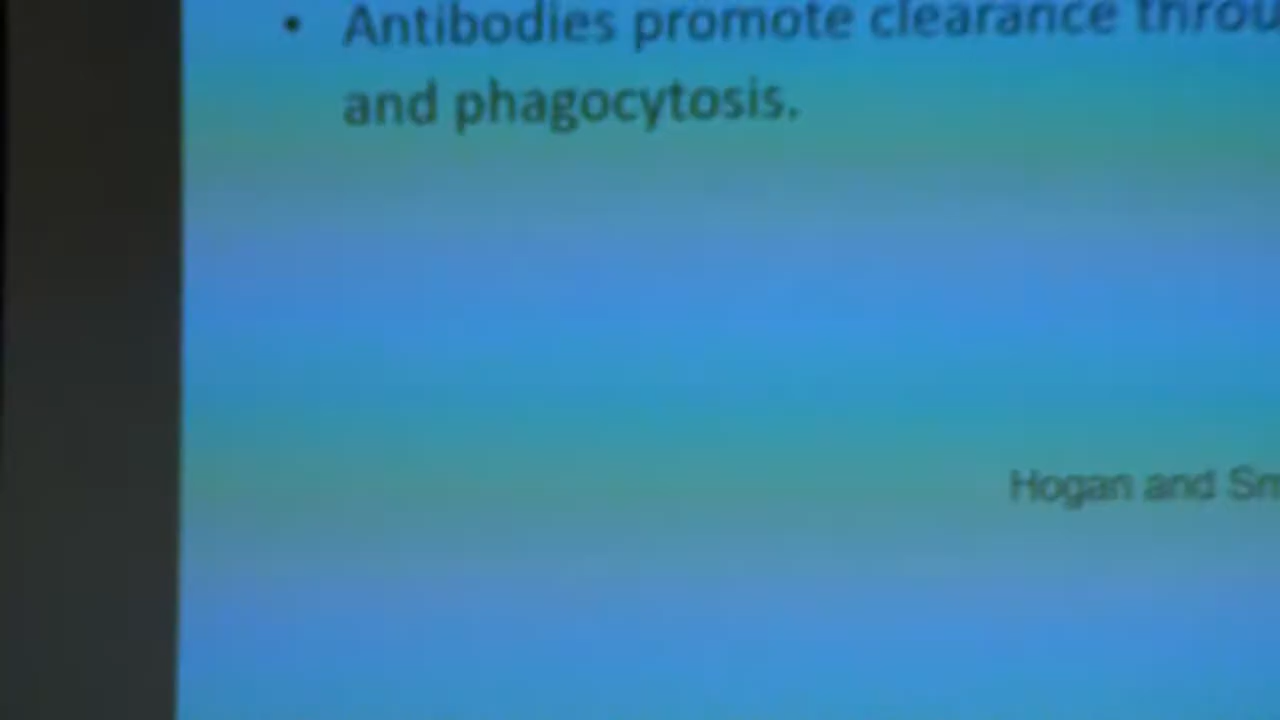 • Antibodies promote clearance
and phagocytosis.
Hogan and